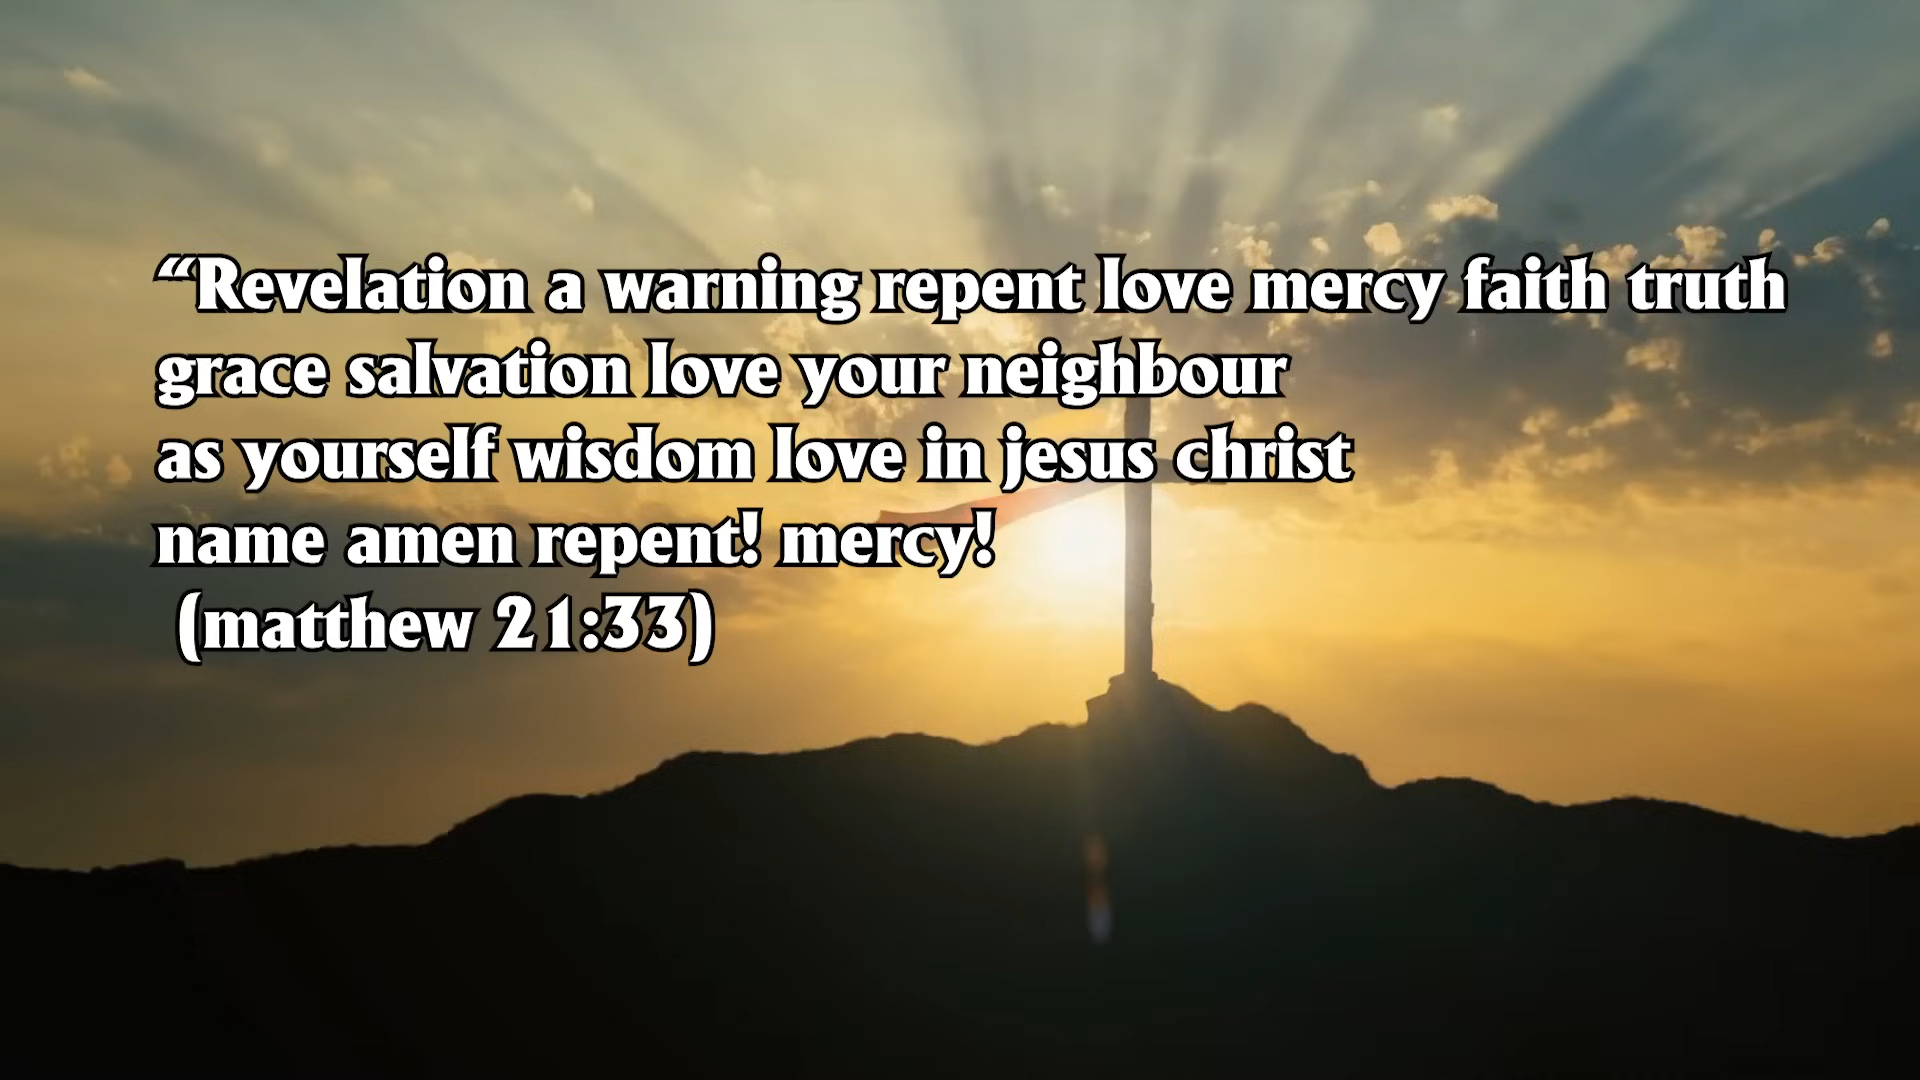 “Revelation a warning repent love mercy faith truth
grace salvation love your neighbour
as yourself wisdom love in jesus christ
name amen repent! mercy!
(matthew 21:33)